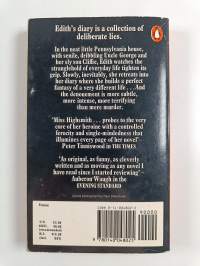 Edith's diary is a collection of
deliberate lies.
In the neat little Pennsylvania house,
with senile, dribbling Uncle George and
her sly son Cliffie, Edith watches the
stranglehold of everyday life tighten its
grip. Slowly, inevitably, she retreats into
her diary where she builds a perfect
fantasy of a very different life . . . And
the denouement is more subtle,
more intense, more terrifying
than mere murder.
'Miss Highsmith . . . probes to the very
core of her heroine with a controlled
ferocity and single-mindedness that
illumines every page of her novel'
Peter Tinniswood in THE TIMES
'As original, as funny, as cleverly
written and as moving as any novel I
have read since I started reviewing'
Auberon Waugh in the
EVENING STANDARD
Fiction